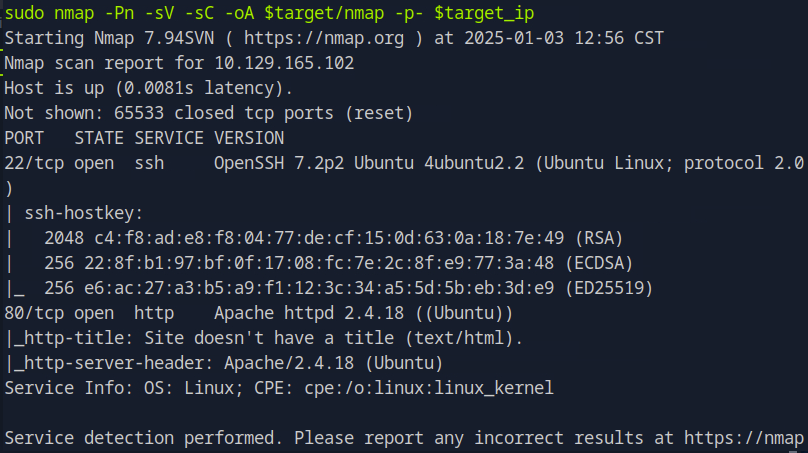 sudo nmap -Pn -sV -sC -oA $target/nmap -p- $target_ip
Starting Nmap 7.94SVN ( https://nmap.org ) at 2025-01-03 12:56 CST
Nmap scan report for 10.129.165.102
Host is up (0.0081s latency).
Not shown: 65533 closed tcp ports (reset)
PORT   STATE SERVICE VERSION
22/tcp open  ssh     OpenSSH 7.2p2 Ubuntu 4ubuntu2.2 (Ubuntu Linux; protocol 2.0
)
| ssh-hostkey:
|   2048 c4:f8:ad:e8:f8:04:77:de:cf:15:0d:63:0a:18:7e:49 (RSA)
|   256 22:8f:b1:97:bf:0f:17:08:fc:7e:2c:8f:e9:77:3a:48 (ECDSA)
|_  256 e6:ac:27:a3:b5:a9:f1:12:3c:34:a5:5d:5b:eb:3d:e9 (ED25519)
80/tcp open  http    Apache httpd 2.4.18 ((Ubuntu))
|_http-title: Site doesn't have a title (text/html).
|_http-server-header: Apache/2.4.18 (Ubuntu)
Service Info: OS: Linux; CPE: cpe:/o:linux:linux_kernel

Service detection performed. Please report any incorrect results at https://nmap